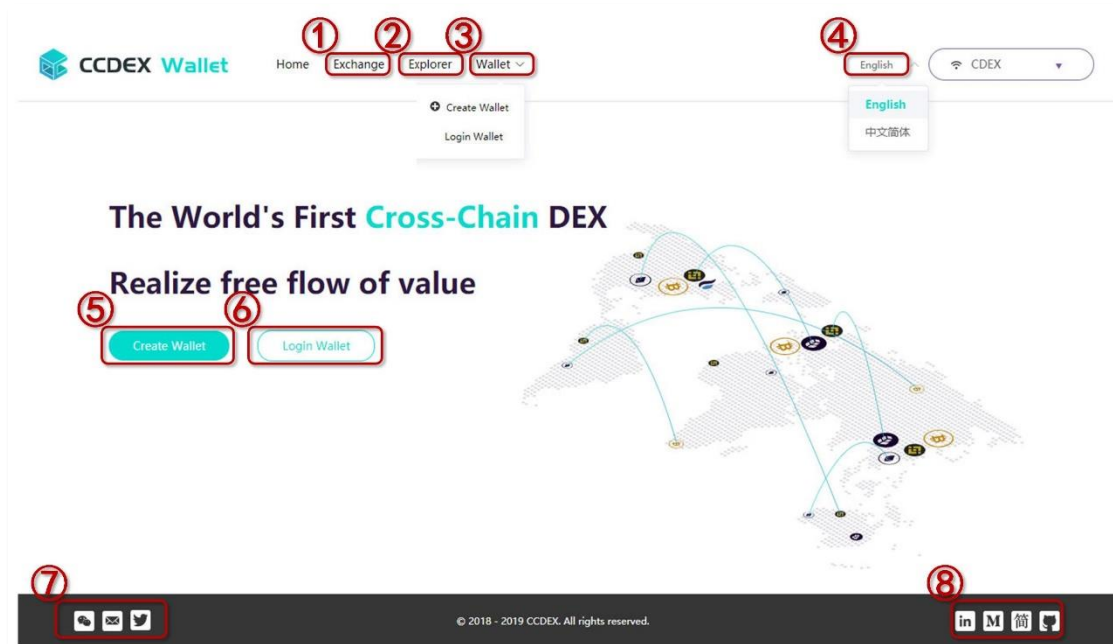 ① ② ③ ④
CCDEX Wallet Home Exchange Explorer Wallet English CDEX
Create Wallet
Login Wallet
English
中文简体
The World's First Cross-Chain DEX
Realize free flow of value
⑤ ⑥
Create Wallet Login Wallet
⑦ ⑧
© 2018 - 2019 CCDEX. All rights reserved. in M 简